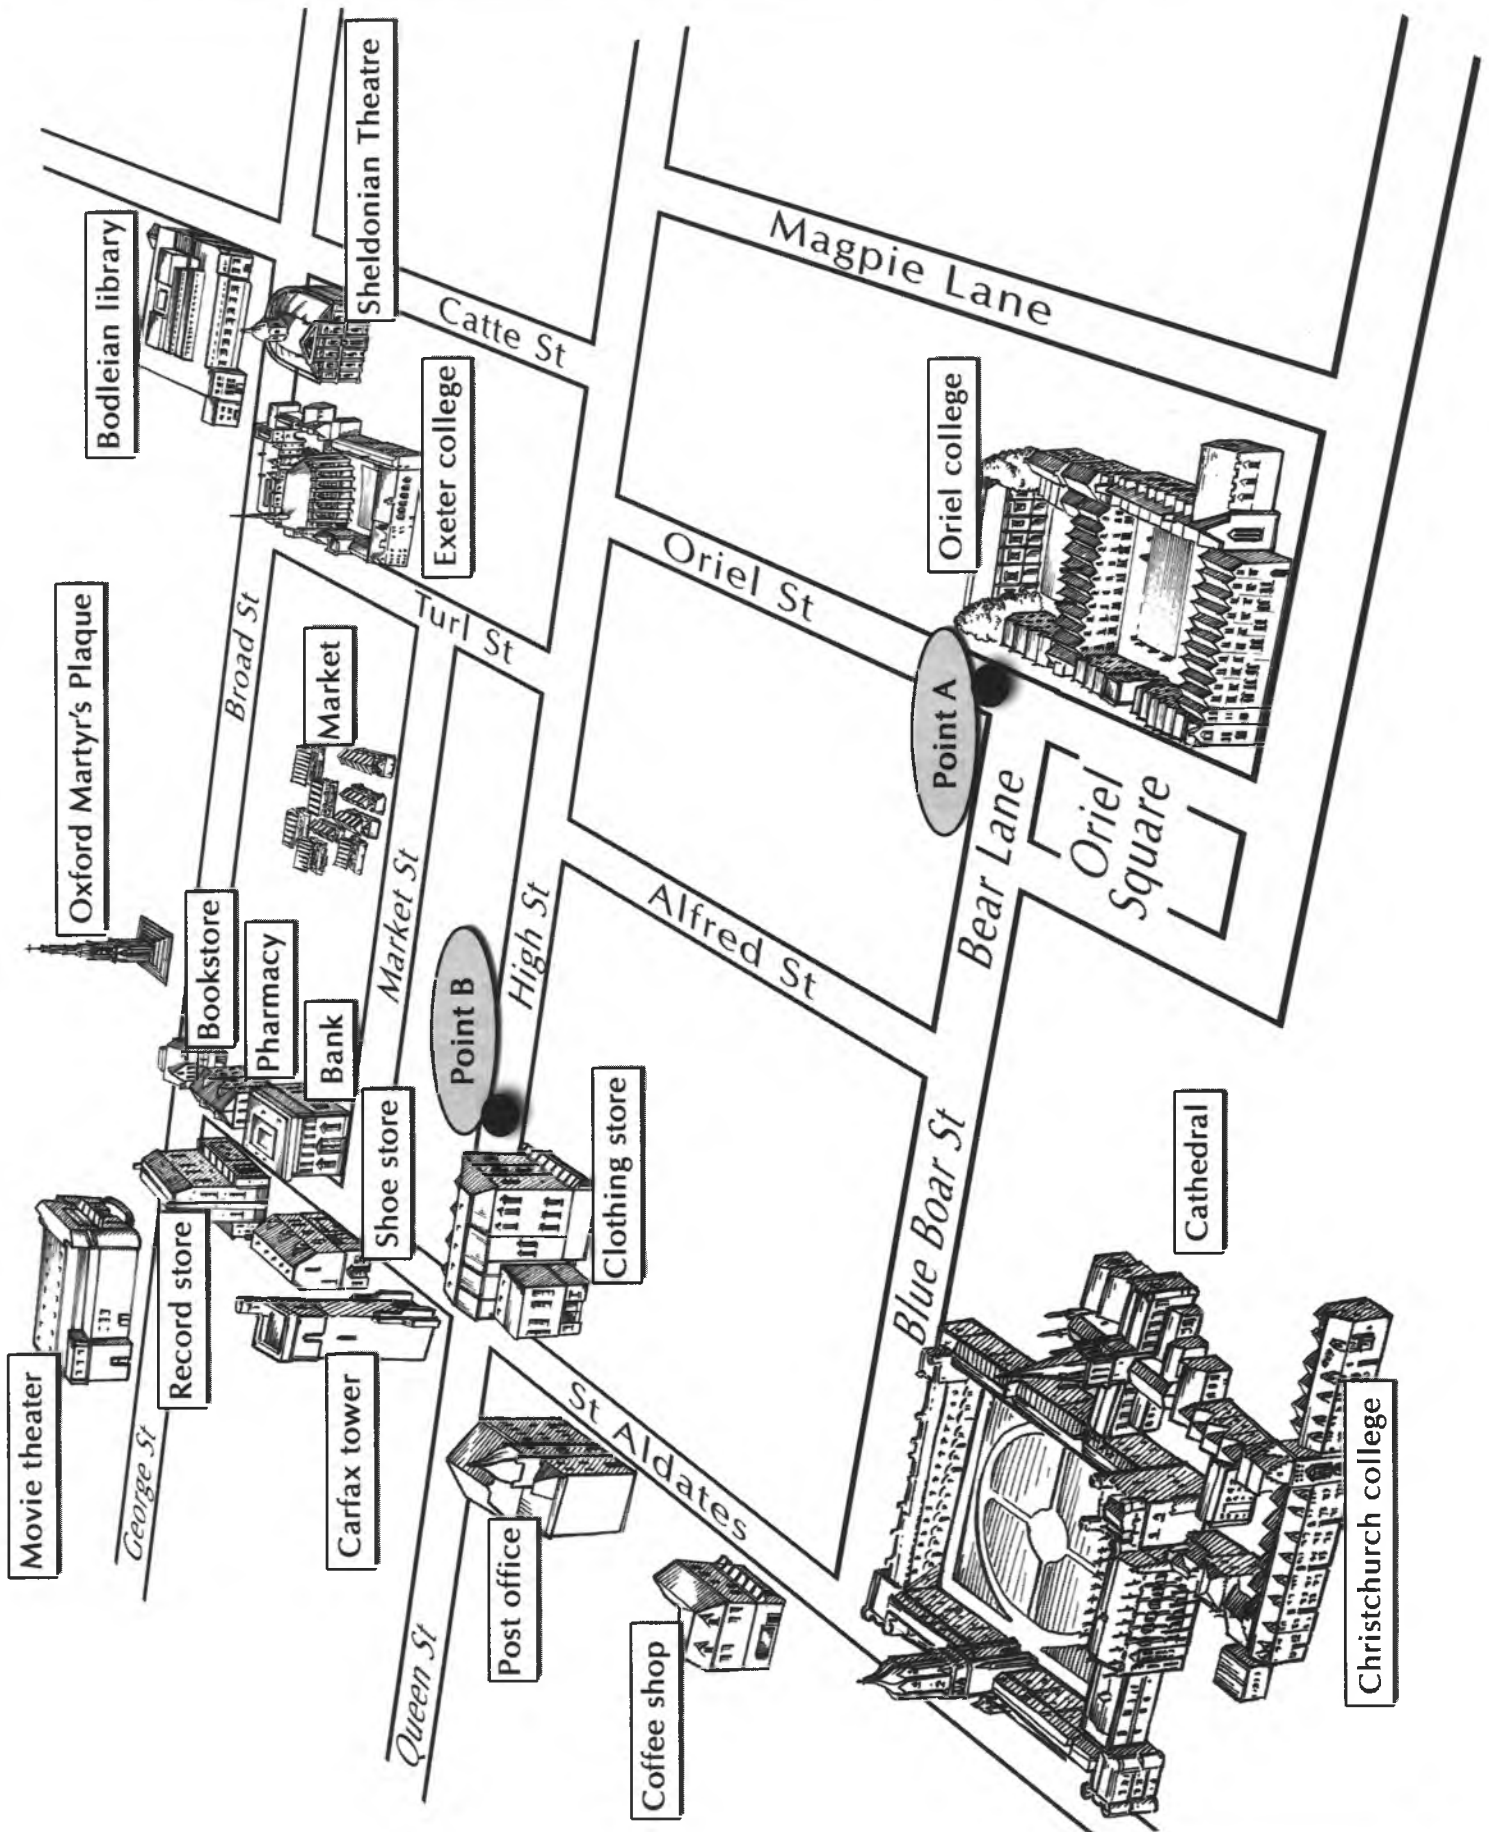 Movie theater
George St
Record store
Oxford Martyr's Plaque
Bookstore
Pharmacy
Bank
Shoe store
Carfax tower
Broad St
Bodleian library
Sheldonian Theatre
Exeter college
Catte St
Turl St
Market
Market St
High St
Point B
Clothing store
Queen St
Post office
Coffee shop
St Aldates
Alfred St
Oriel St
Magpie Lane
Oriel college
Point A
Bear Lane
Oriel
Square
Blue Boar St
Cathedral
Christchurch college